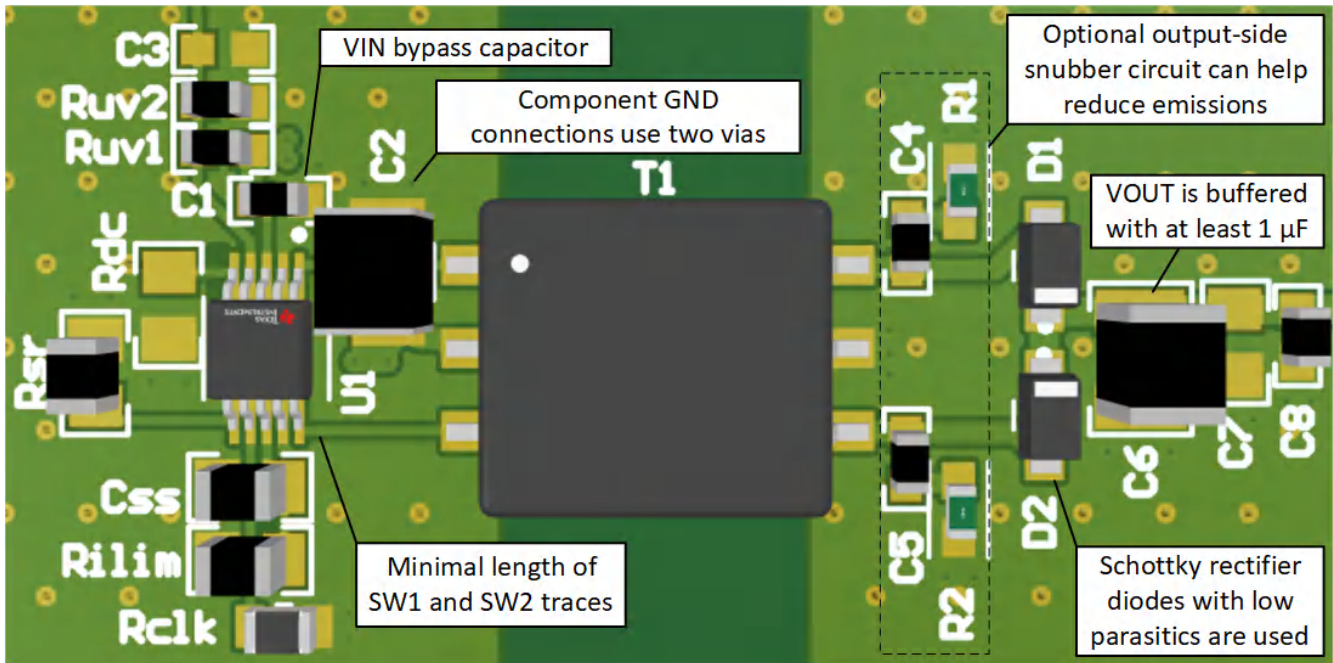 C3
VIN bypass capacitor
Optional output-side
snubber circuit can help
reduce emissions
Ruv2
Component GND
connections use two vias
R1
Ruv1
C2
C4
D1
T1
C1
VOUT is buffered
with at least 1 µF
Rdc
TEXAS
INSTRUMENTS
Rsr
U1
C6
C7
C8
Css
D2
C5
Rilim
Minimal length of
SW1 and SW2 traces
Schottky rectifier
diodes with low
parasitics are used
R2
Rclk